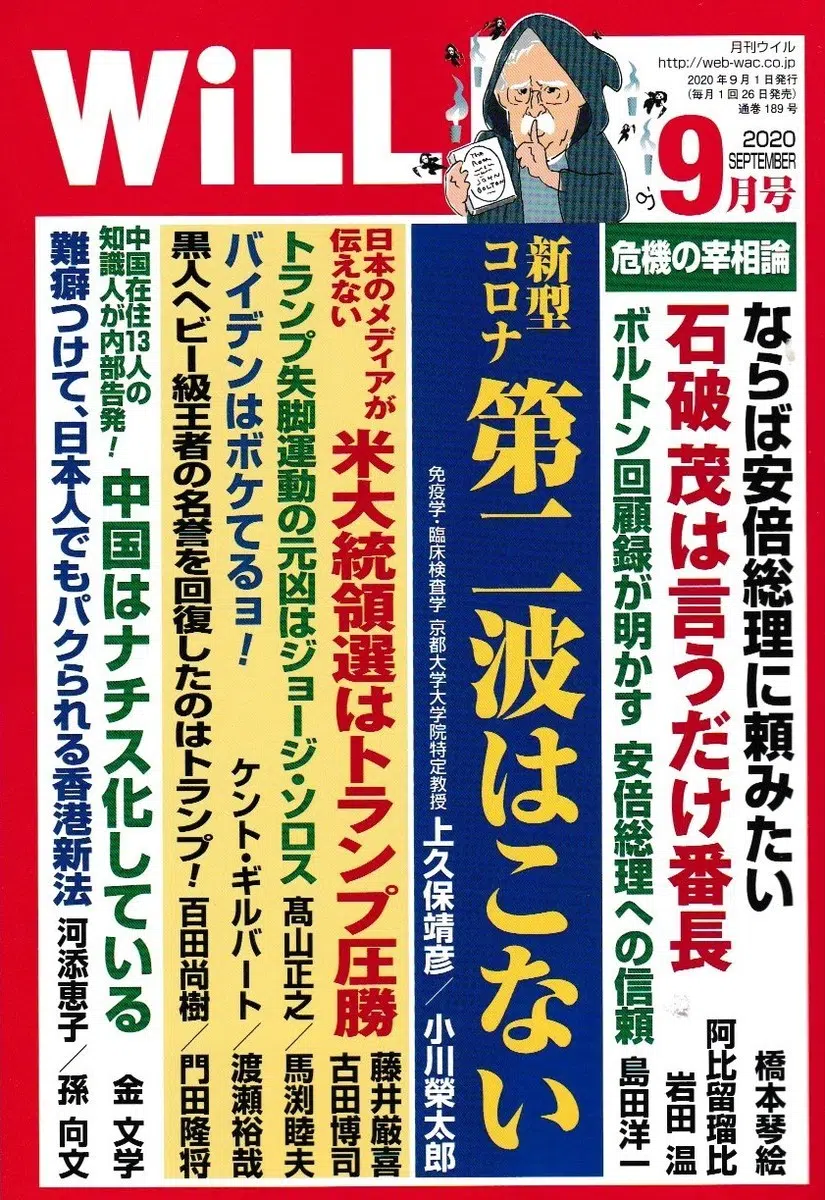 WiLL
月刊ウイル
http://web-wac.co.jp
2020年9月1日発行
(毎月1回26日発売)
通巻189号
2020
SEPTEMBER
9月号
The Room
JOHN BOLTON
危機の宰相論
ならば安倍総理に頼みたい
橋本琴絵
石破 茂は言うだけ番長
阿比留瑠比
岩田 温
ボルトン回顧録が明かす 安倍総理への信頼
島田洋一
新型
コロナ
第二波はこない
免疫学・臨床検査学 京都大学大学院特定教授
上久保靖彦/小川榮太郎
日本のメディアが
伝えない
米大統領選はトランプ圧勝
藤井厳喜
古田博司
トランプ失脚運動の元凶はジョージ・ソロス
髙山正之/馬渕睦夫
バイデンはボケてるヨ!
ケント・ギルバート/渡瀬裕哉
黒人ヘビー級王者の名誉を回復したのはトランプ!
百田尚樹/門田隆将
中国在住13人の
知識人が内部告発!
中国はナチス化している
金 文学
難癖つけて、日本人でもパクられる香港新法
河添恵子/孫 向文